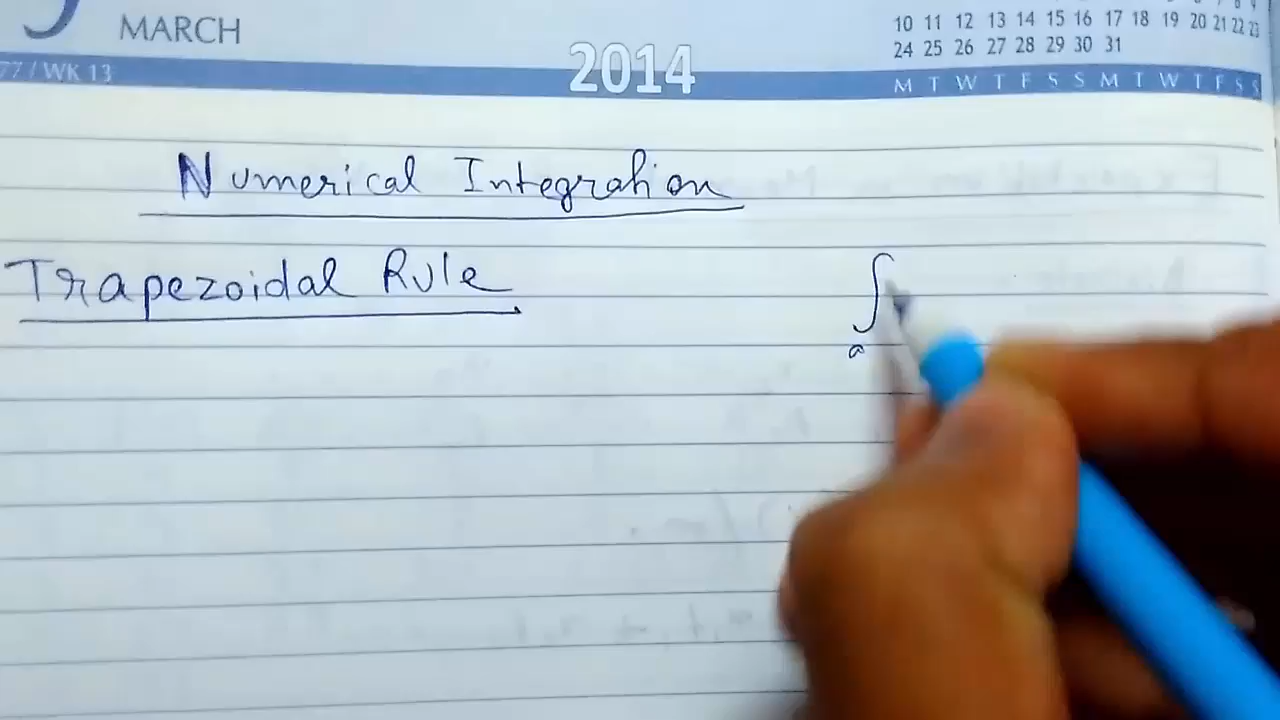 MARCH
10 11 12 13 14 15 16 17 18 19 20 21 22 23
24 25 26 27 28 29 30 31
77 / WK 13
2014
M T W T F S S M T W T F S S
Numerical Integration
Trapezoidal Rule
∫
a